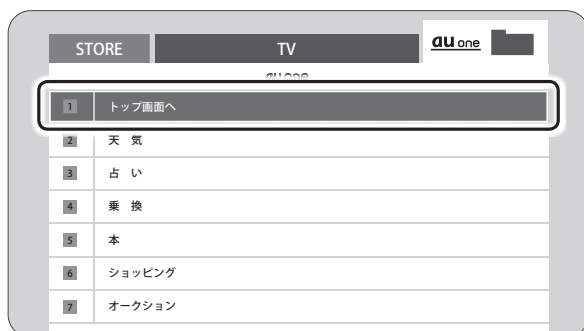 STORE TV au one
au one
1 トップ画面へ
2 天 気
3 占 い
4 乗 換
5 本
6 ショッピング
7 オークション